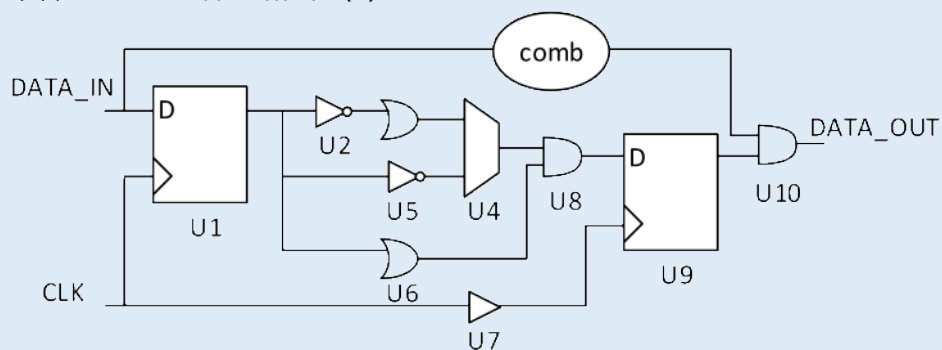 comb
DATA_IN
D
DATA_OUT
U2
D
U5
U4
U8
U10
U1
U6
U9
CLK
U7